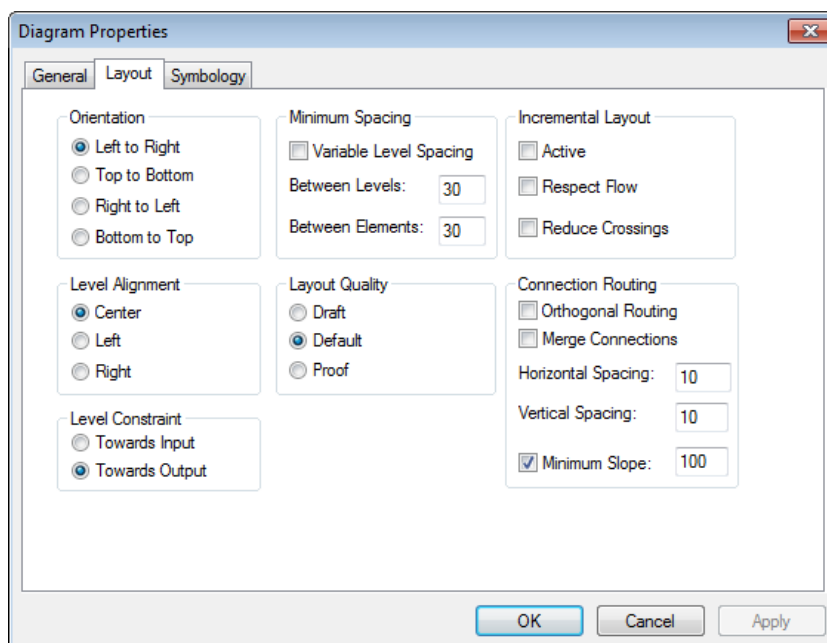 Diagram Properties
General Layout Symbology
Orientation
Left to Right
Top to Bottom
Right to Left
Bottom to Top
Minimum Spacing
Variable Level Spacing
Between Levels: 30
Between Elements: 30
Incremental Layout
Active
Respect Flow
Reduce Crossings
Level Alignment
Center
Left
Right
Layout Quality
Draft
Default
Proof
Connection Routing
Orthogonal Routing
Merge Connections
Horizontal Spacing: 10
Vertical Spacing: 10
Minimum Slope: 100
Level Constraint
Towards Input
Towards Output
OK Cancel Apply